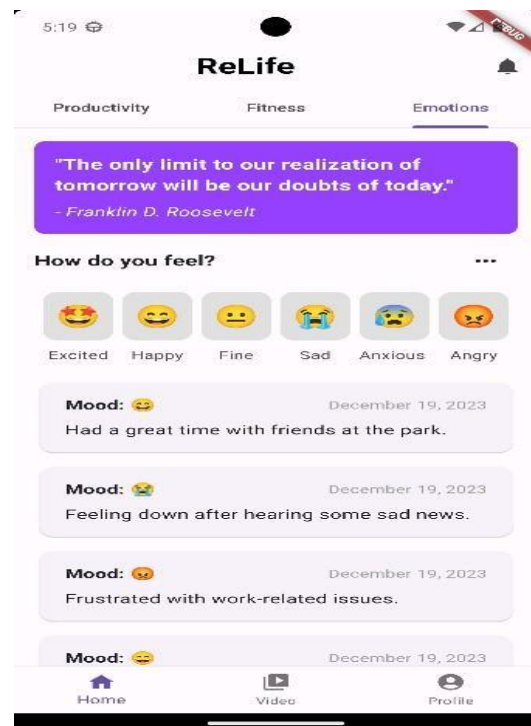 5:19
DEBUG
ReLife
Productivity Fitness Emotions
"The only limit to our realization of
tomorrow will be our doubts of today."
- Franklin D. Roosevelt
How do you feel?
Excited Happy Fine Sad Anxious Angry
Mood: 😄 December 19, 2023
Had a great time with friends at the park.
Mood: 😭 December 19, 2023
Feeling down after hearing some sad news.
Mood: 😡 December 19, 2023
Frustrated with work-related issues.
Mood: 😄 December 19, 2023
Home Video Profile